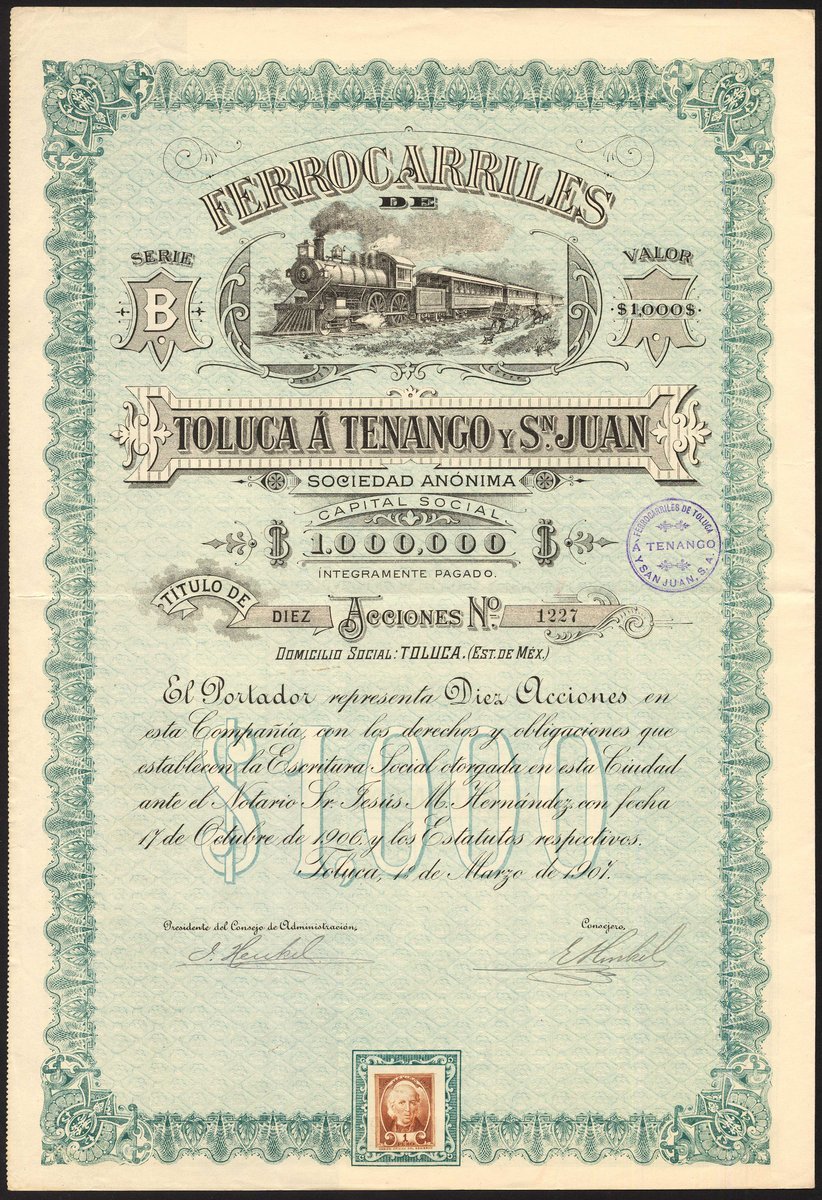 FERROCARRILES
DE
SERIE
B
VALOR
$1,000$
TOLUCA Á TENANGO Y SN. JUAN
SOCIEDAD ANÓNIMA
CAPITAL SOCIAL
$ 1.000,000 $
ÍNTEGRAMENTE PAGADO.
FERROCARRILES DE TOLUCA
Á TENANGO
Y SAN JUAN, S. A.
TITULO DE DIEZ ACCIONES No. 1227
DOMICILIO SOCIAL: TOLUCA. (EST. DE MÉX.)
El Portador representa Diez Acciones en
esta Compañía, con los derechos y obligaciones que
establecen la Escritura Social otorgada en esta Ciudad
ante el Notario Sr. Jesús M. Hernández con fecha
17 de Octubre de 1906 y los Estatutos respectivos.
Toluca, 1º de Marzo de 1907.
$1,000
Presidente del Consejo de Administración,
Consejero,
1